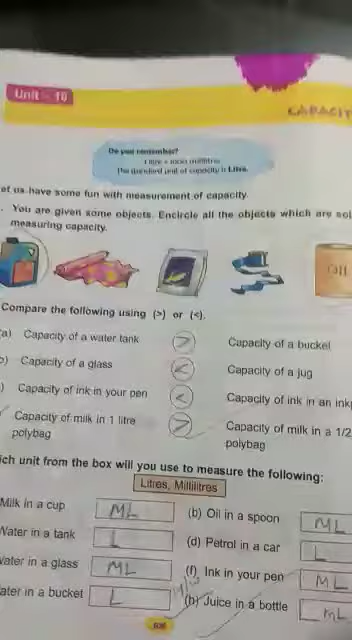 Unit - 10
CAPACIT
Do you remember?
1 litre = 1000 millilitres
The standard unit of capacity is Litre.
et us have some fun with measurement of capacity.
. You are given some objects. Encircle all the objects which are
measuring capacity.
Oil
Compare the following using (>) or (<).
a) Capacity of a water tank > Capacity of a bucket
) Capacity of a glass < Capacity of a jug
) Capacity of ink in your pen < Capacity of ink in an
Capacity of milk in 1 litre > Capacity of milk in a 1/2
polybag polybag
ich unit from the box will you use to measure the following:
Litres, Millilitres
Milk in a cup ML (b) Oil in a spoon ML
Water in a tank L (d) Petrol in a car L
Water in a glass ML (f) Ink in your pen ML
ater in a bucket L (h) Juice in a bottle ML